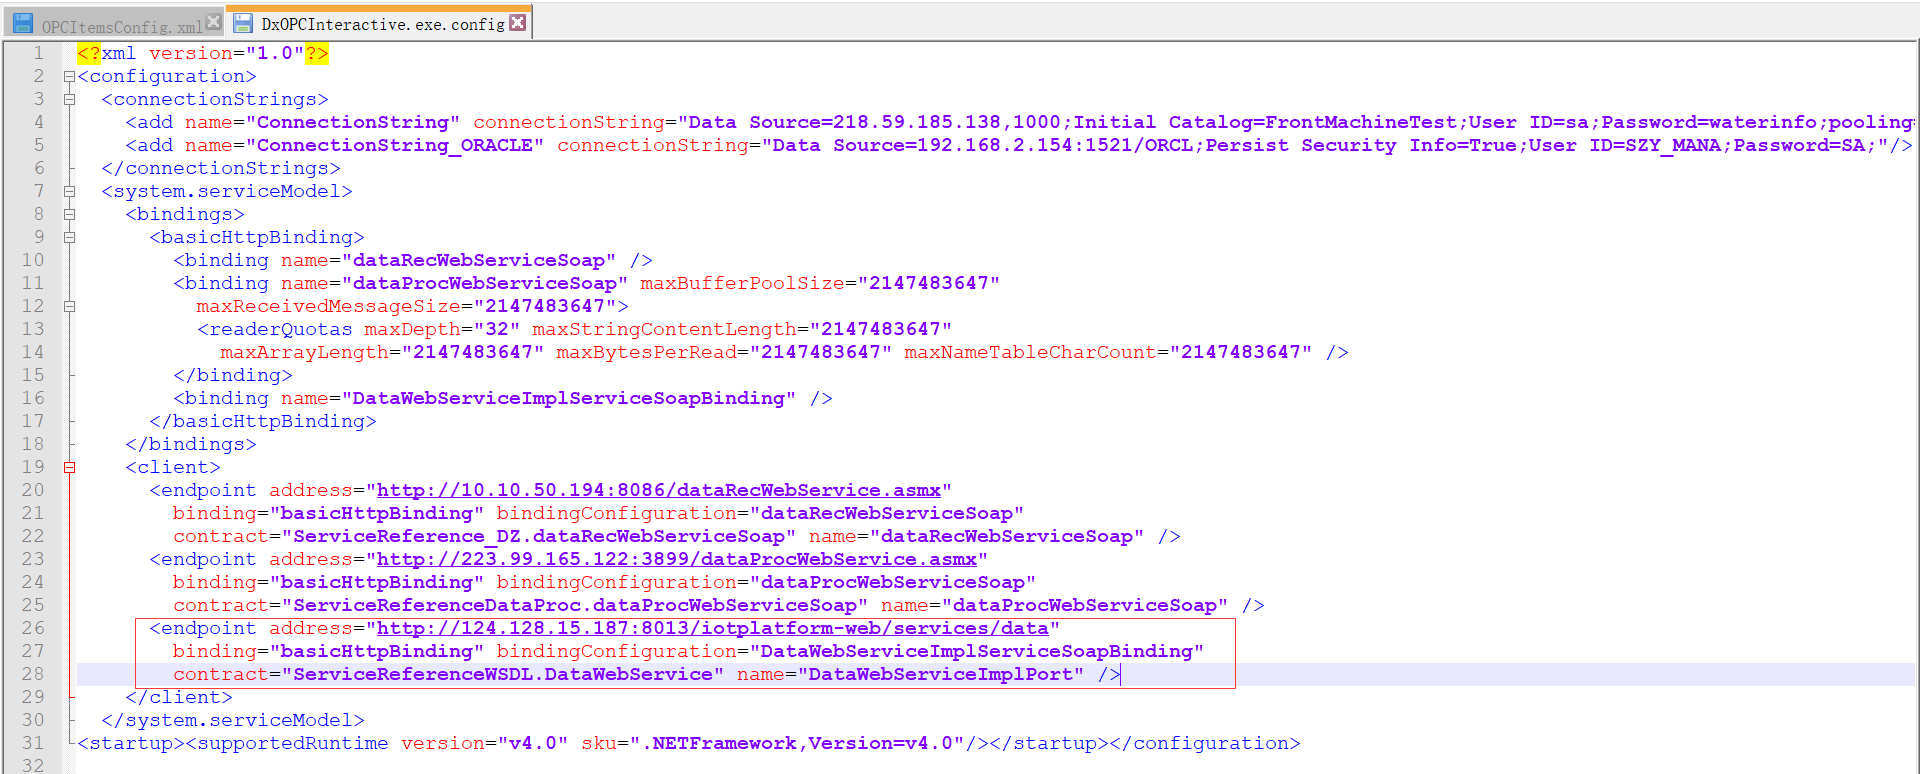 OPCItemsConfig.xml DxOPCInteractive.exe.config
1 <?xml version="1.0"?>
2 <configuration>
3 <connectionStrings>
4 <add name="ConnectionString" connectionString="Data Source=218.59.185.138,1000;Initial Catalog=FrontMachineTest;User ID=sa;Password=waterinfo;pooling=
5 <add name="ConnectionString_ORACLE" connectionString="Data Source=192.168.2.154:1521/ORCL;Persist Security Info=True;User ID=SZY_MANA;Password=SA;"/>
6 </connectionStrings>
7 <system.serviceModel>
8 <bindings>
9 <basicHttpBinding>
10 <binding name="dataRecWebServiceSoap" />
11 <binding name="dataProcWebServiceSoap" maxBufferPoolSize="2147483647"
12 maxReceivedMessageSize="2147483647">
13 <readerQuotas maxDepth="32" maxStringContentLength="2147483647"
14 maxArrayLength="2147483647" maxBytesPerRead="2147483647" maxNameTableCharCount="2147483647" />
15 </binding>
16 <binding name="DataWebServiceImplServiceSoapBinding" />
17 </basicHttpBinding>
18 </bindings>
19 <client>
20 <endpoint address="http://10.10.50.194:8086/dataRecWebService.asmx"
21 binding="basicHttpBinding" bindingConfiguration="dataRecWebServiceSoap"
22 contract="ServiceReference_DZ.dataRecWebServiceSoap" name="dataRecWebServiceSoap" />
23 <endpoint address="http://223.99.165.122:3899/dataProcWebService.asmx"
24 binding="basicHttpBinding" bindingConfiguration="dataProcWebServiceSoap"
25 contract="ServiceReferenceDataProc.dataProcWebServiceSoap" name="dataProcWebServiceSoap" />
26 <endpoint address="http://124.128.15.187:8013/iotplatform-web/services/data"
27 binding="basicHttpBinding" bindingConfiguration="DataWebServiceImplServiceSoapBinding"
28 contract="ServiceReferenceWSDL.DataWebService" name="DataWebServiceImplPort" />
29 </client>
30 </system.serviceModel>
31 <startup><supportedRuntime version="v4.0" sku=".NETFramework,Version=v4.0"/></startup></configuration>
32